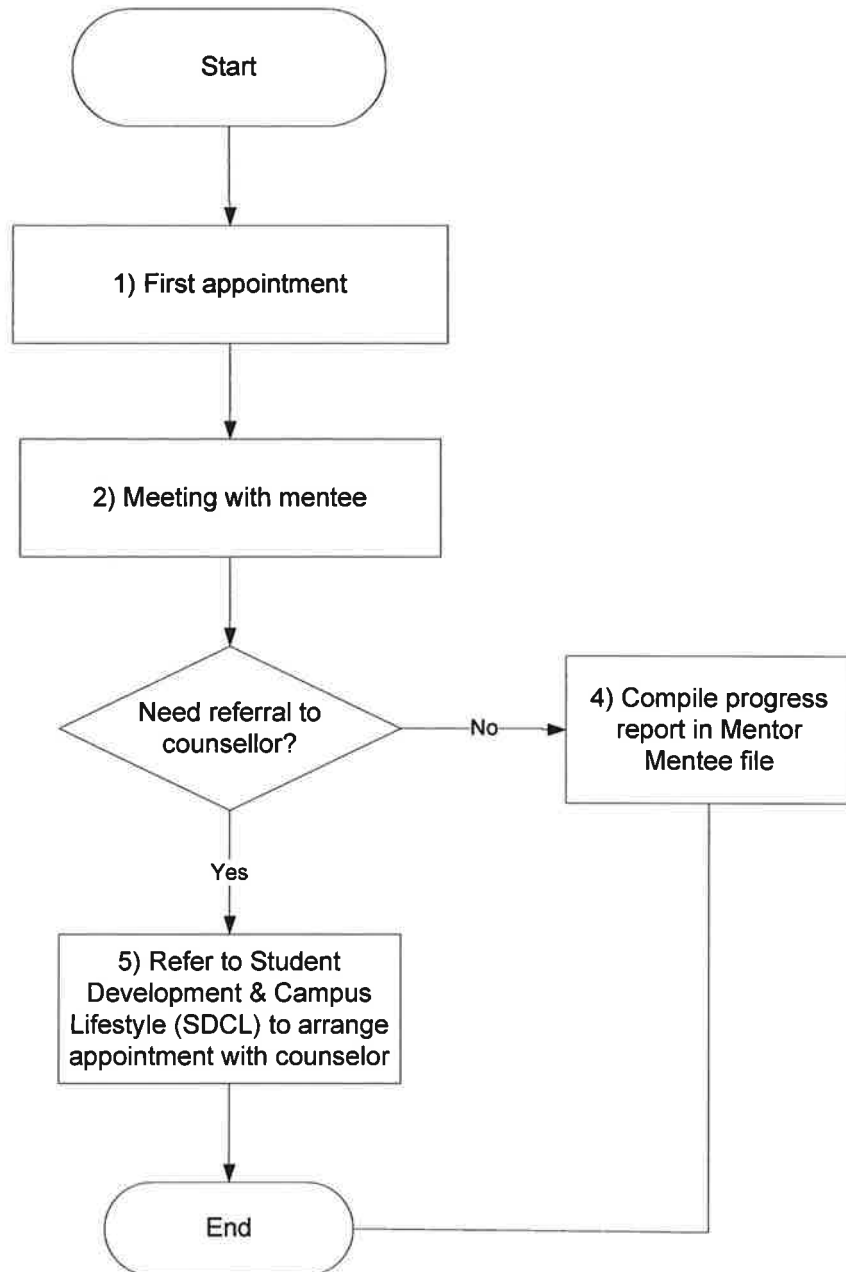 Start
1) First appointment
2) Meeting with mentee
Need referral to
counsellor?
No
4) Compile progress
report in Mentor
Mentee file
Yes
5) Refer to Student
Development & Campus
Lifestyle (SDCL) to arrange
appointment with counselor
End